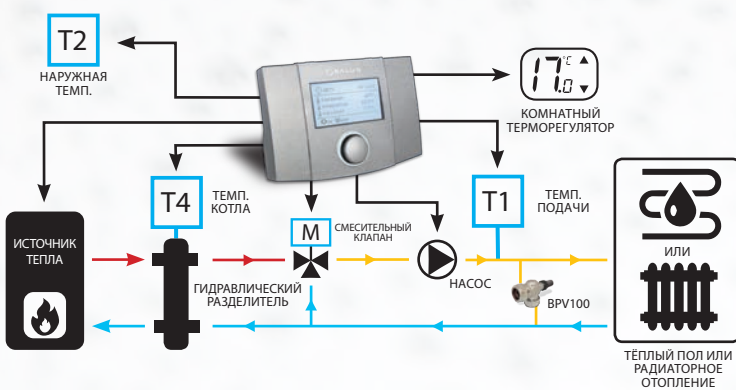 T2
НАРУЖНАЯ
ТЕМП.
SALUS
17.0 °C
КОМНАТНЫЙ
ТЕРМОРЕГУЛЯТОР
T4
ТЕМП.
КОТЛА
M
СМЕСИТЕЛЬНЫЙ
КЛАПАН
T1
ТЕМП.
ПОДАЧИ
ИСТОЧНИК
ТЕПЛА
ГИДРАВЛИЧЕСКИЙ
РАЗДЕЛИТЕЛЬ
НАСОС
BPV100
ИЛИ
ТЁПЛЫЙ ПОЛ ИЛИ
РАДИАТОРНОЕ
ОТОПЛЕНИЕ